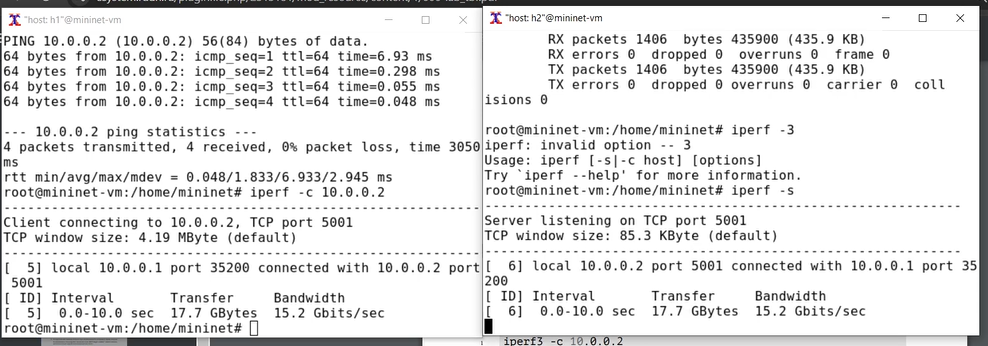 "host: h1"@mininet-vm
PING 10.0.0.2 (10.0.0.2) 56(84) bytes of data.
64 bytes from 10.0.0.2: icmp_seq=1 ttl=64 time=6.93 ms
64 bytes from 10.0.0.2: icmp_seq=2 ttl=64 time=0.298 ms
64 bytes from 10.0.0.2: icmp_seq=3 ttl=64 time=0.055 ms
64 bytes from 10.0.0.2: icmp_seq=4 ttl=64 time=0.048 ms
--- 10.0.0.2 ping statistics ---
4 packets transmitted, 4 received, 0% packet loss, time 3050
ms
rtt min/avg/max/mdev = 0.048/1.833/6.933/2.945 ms
root@mininet-vm:/home/mininet# iperf -c 10.0.0.2
------------------------------------------------------------
Client connecting to 10.0.0.2, TCP port 5001
TCP window size: 4.19 MByte (default)
------------------------------------------------------------
[  5] local 10.0.0.1 port 35200 connected with 10.0.0.2 port
 5001
[ ID] Interval       Transfer     Bandwidth
[  5]  0.0-10.0 sec  17.7 GBytes  15.2 Gbits/sec
root@mininet-vm:/home/mininet#
"host: h2"@mininet-vm
RX packets 1406  bytes 435900 (435.9 KB)
RX errors 0  dropped 0  overruns 0  frame 0
TX packets 1406  bytes 435900 (435.9 KB)
TX errors 0  dropped 0 overruns 0  carrier 0  coll
isions 0
root@mininet-vm:/home/mininet# iperf -3
iperf: invalid option -- 3
Usage: iperf [-s|-c host] [options]
Try `iperf --help' for more information.
root@mininet-vm:/home/mininet# iperf -s
------------------------------------------------------------
Server listening on TCP port 5001
TCP window size: 85.3 KByte (default)
------------------------------------------------------------
[  6] local 10.0.0.2 port 5001 connected with 10.0.0.1 port 35
200
[ ID] Interval       Transfer     Bandwidth
[  6]  0.0-10.0 sec  17.7 GBytes  15.2 Gbits/sec
iperf3 -c 10.0.0.2